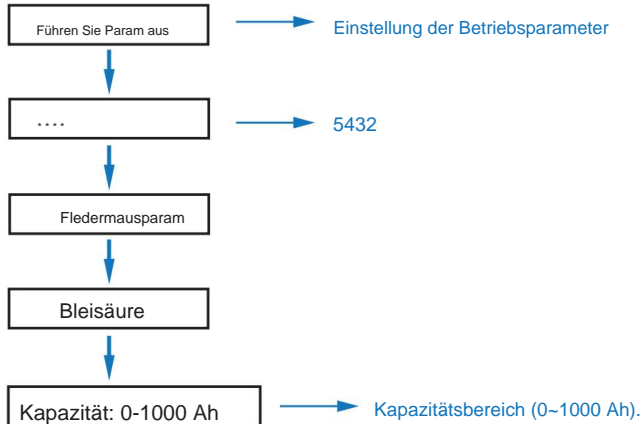 Führen Sie Param aus
Einstellung der Betriebsparameter
....
5432
Fledermausparam
Bleisäure
Kapazität: 0-1000 Ah
Kapazitätsbereich (0~1000 Ah).